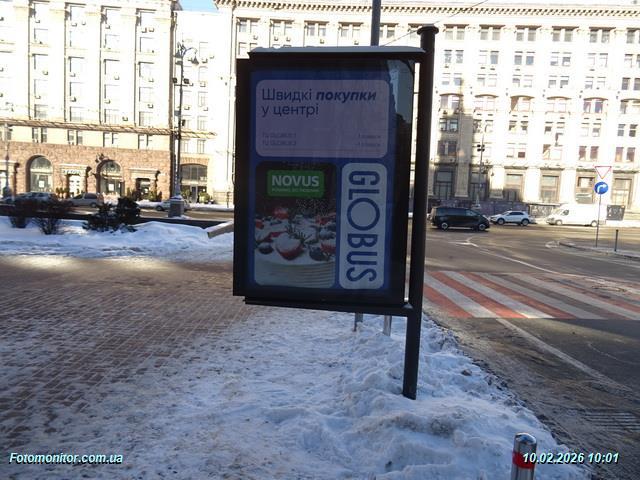 Швидкі покупки
у центрі
NOVUS
GLOBUS
Fotomonitor.com.ua
10.02.2026 10:01